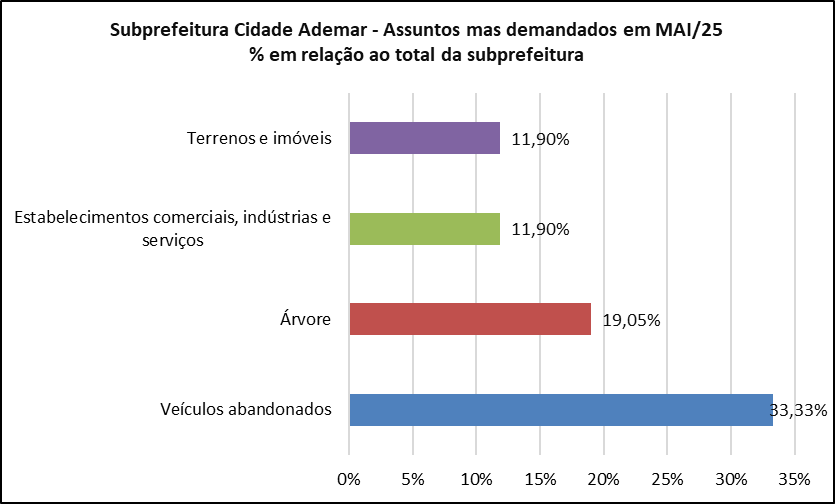 Subprefeitura Cidade Ademar - Assuntos mas demandados em MAI/25
% em relação ao total da subprefeitura
Terrenos e imóveis
11,90%
Estabelecimentos comerciais, indústrias e
serviços
11,90%
Árvore
19,05%
Veículos abandonados
33,33%
0% 5% 10% 15% 20% 25% 30% 35%